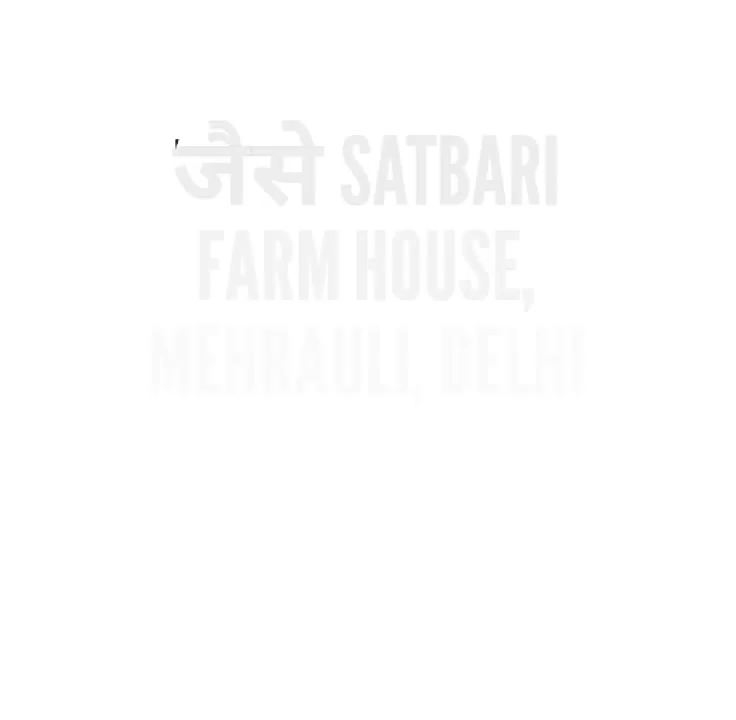 जैसे SATBARI
FARM HOUSE,
MEHRAULI, DELHI